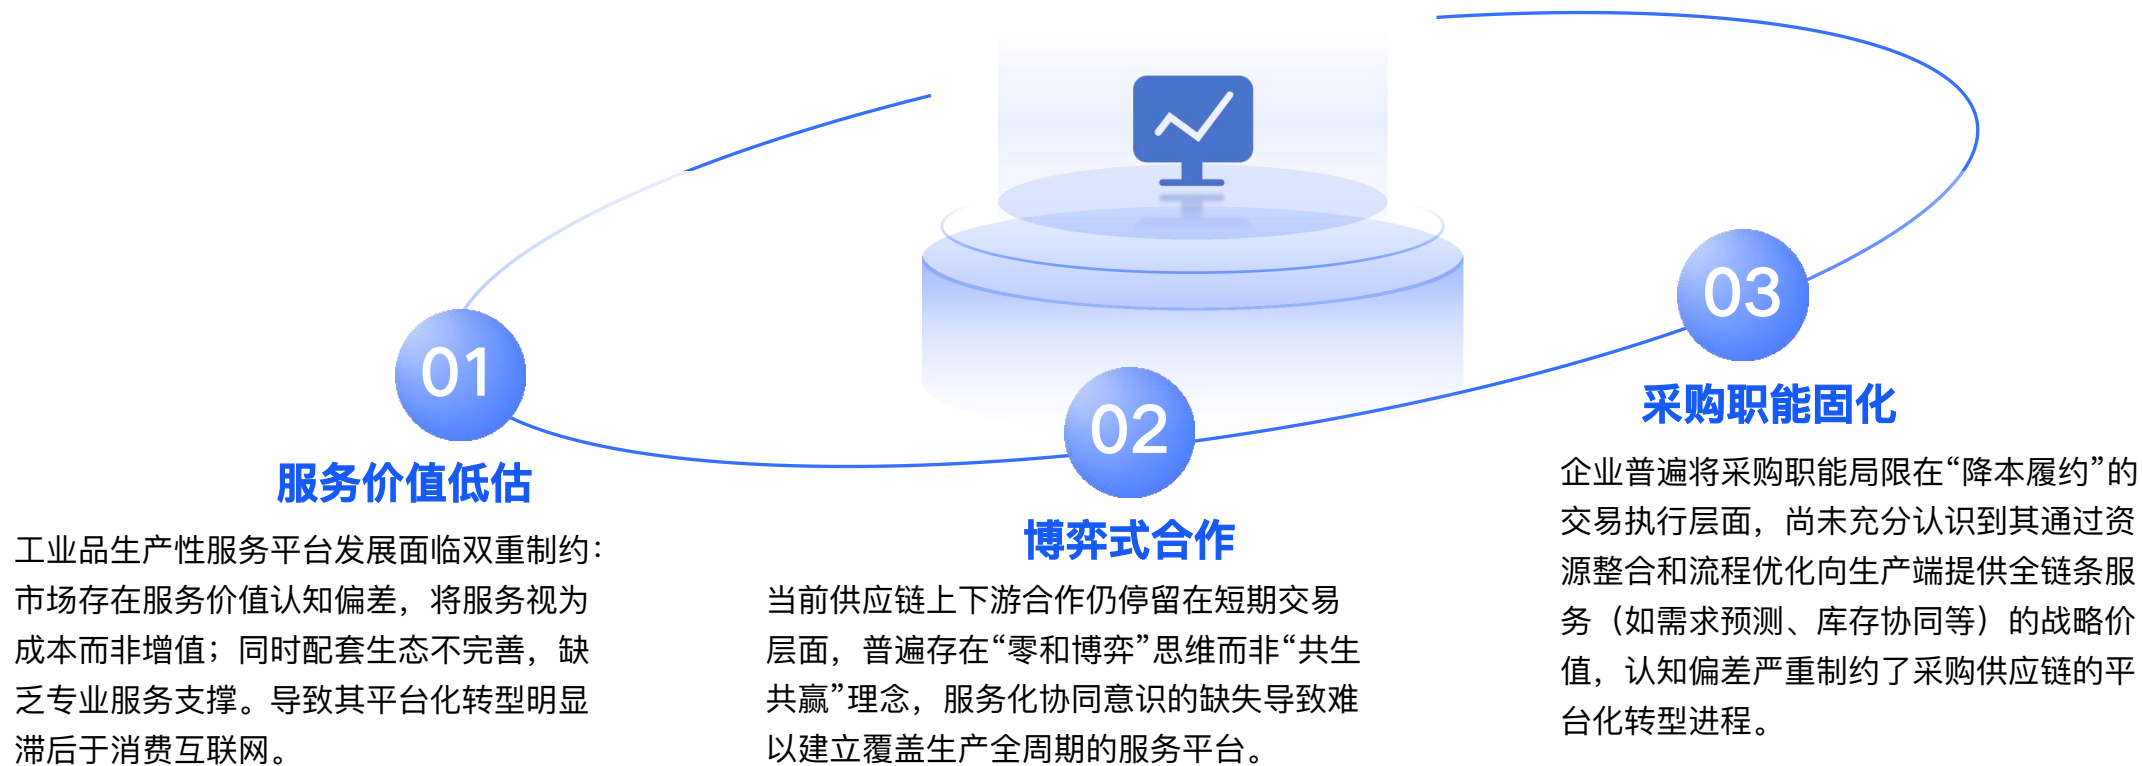 01
服务价值低估
工业品生产性服务平台发展面临双重制约：
市场存在服务价值认知偏差，将服务视为
成本而非增值；同时配套生态不完善，缺
乏专业服务支撑。导致其平台化转型明显
滞后于消费互联网。
02
博弈式合作
当前供应链上下游合作仍停留在短期交易
层面，普遍存在“零和博弈”思维而非“共生
共赢”理念，服务化协同意识的缺失导致难
以建立覆盖生产全周期的服务平台。
03
采购职能固化
企业普遍将采购职能局限在“降本履约”的
交易执行层面，尚未充分认识到其通过资
源整合和流程优化向生产端提供全链条服
务（如需求预测、库存协同等）的战略价
值，认知偏差严重制约了采购供应链的平
台化转型进程。